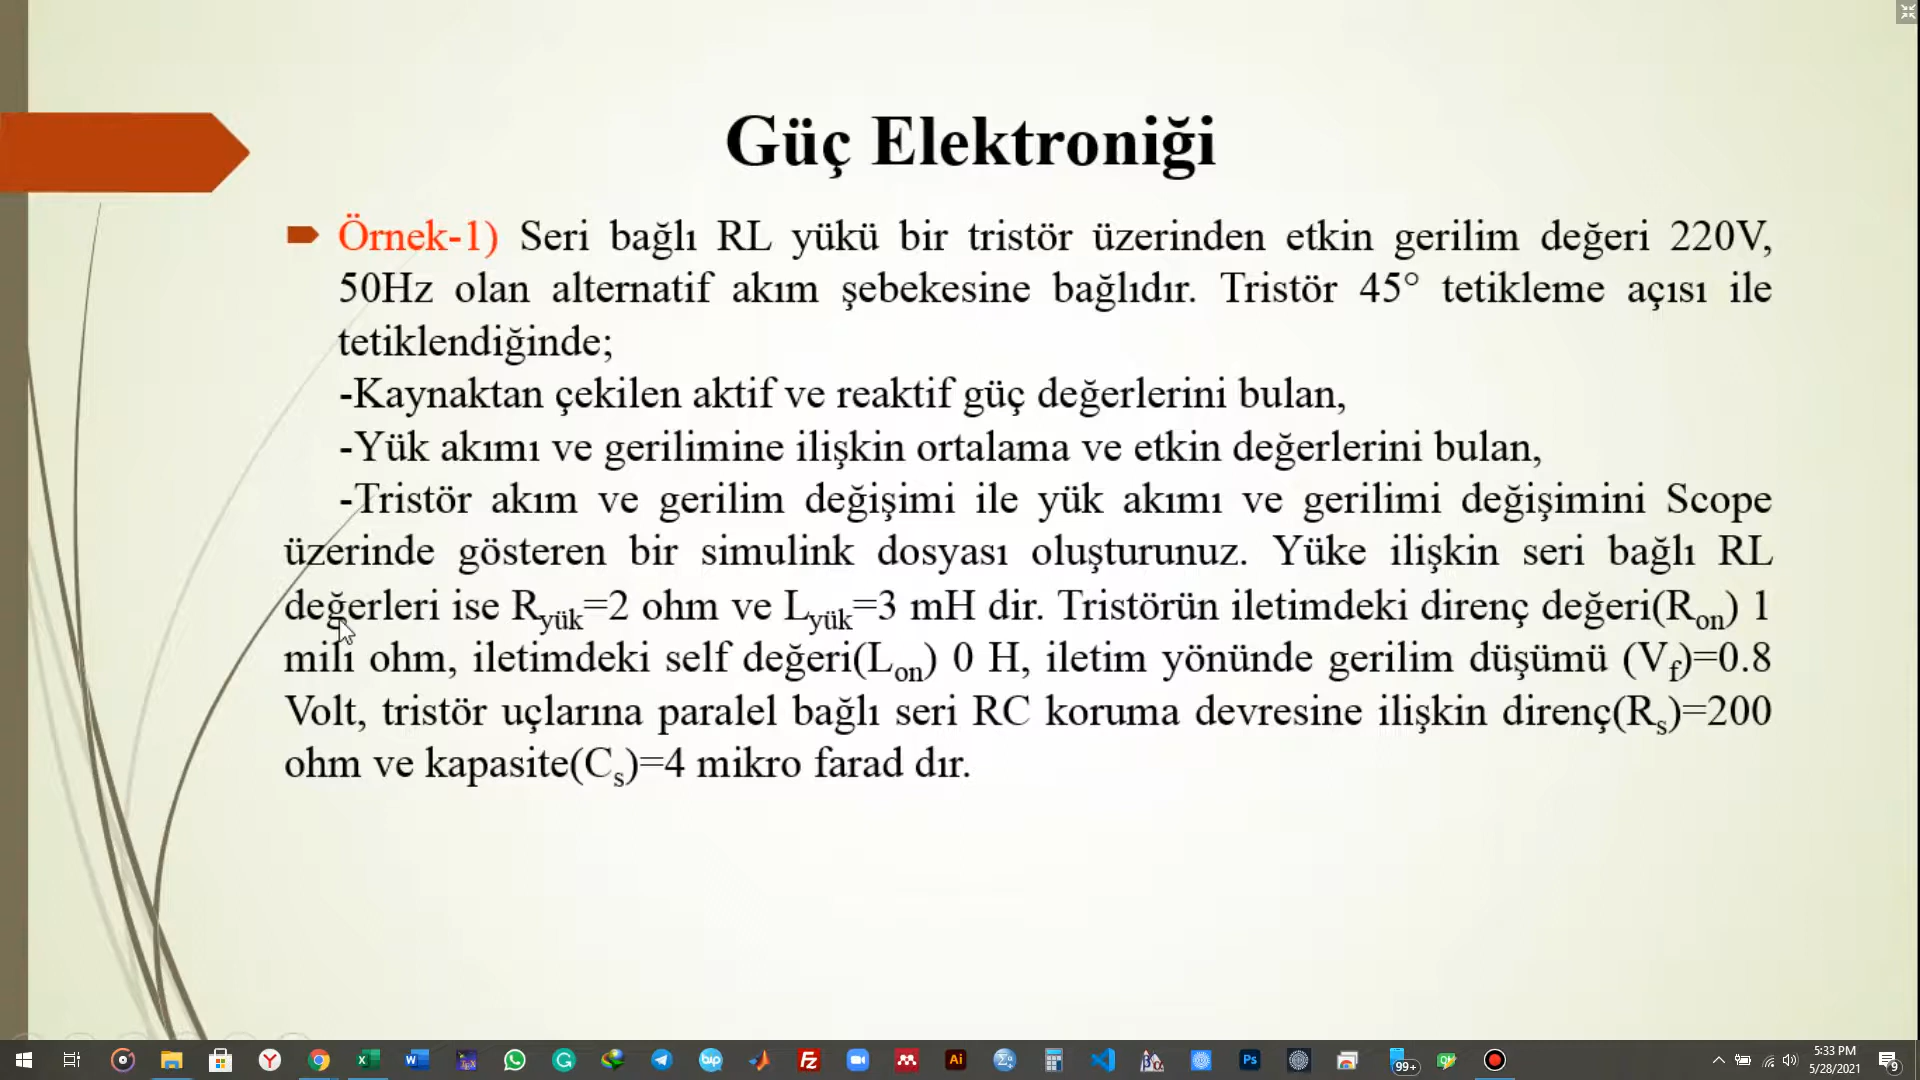 Güç Elektroniği
Örnek-1) Seri bağlı RL yükü bir tristör üzerinden etkin gerilim değeri 220V,
50Hz olan alternatif akım şebekesine bağlıdır. Tristör 45° tetikleme açısı ile
tetiklendiğinde;
-Kaynaktan çekilen aktif ve reaktif güç değerlerini bulan,
-Yük akımı ve gerilimine ilişkin ortalama ve etkin değerlerini bulan,
-Tristör akım ve gerilim değişimi ile yük akımı ve gerilimi değişimini Scope
üzerinde gösteren bir simulink dosyası oluşturunuz. Yüke ilişkin seri bağlı RL
değerleri ise Ryük=2 ohm ve Lyük=3 mH dir. Tristörün iletimdeki direnç değeri(Ron) 1
mili ohm, iletimdeki self değeri(Lon) 0 H, iletim yönünde gerilim düşümü (Vf)=0.8
Volt, tristör uçlarına paralel bağlı seri RC koruma devresine ilişkin direnç(Rs)=200
ohm ve kapasite(Cs)=4 mikro farad dır.
bip
Fz
Ai
Ps
99+
5:33 PM
5/28/2021
9